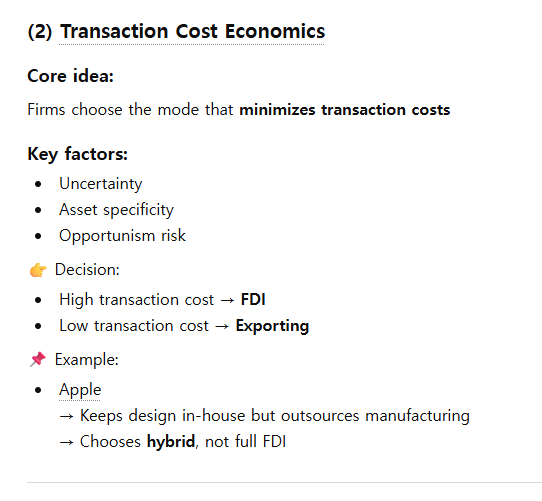 (2) Transaction Cost Economics
Core idea:
Firms choose the mode that minimizes transaction costs
Key factors:
• Uncertainty
• Asset specificity
• Opportunism risk
👉 Decision:
• High transaction cost → FDI
• Low transaction cost → Exporting
📌 Example:
• Apple
→ Keeps design in-house but outsources manufacturing
→ Chooses hybrid, not full FDI